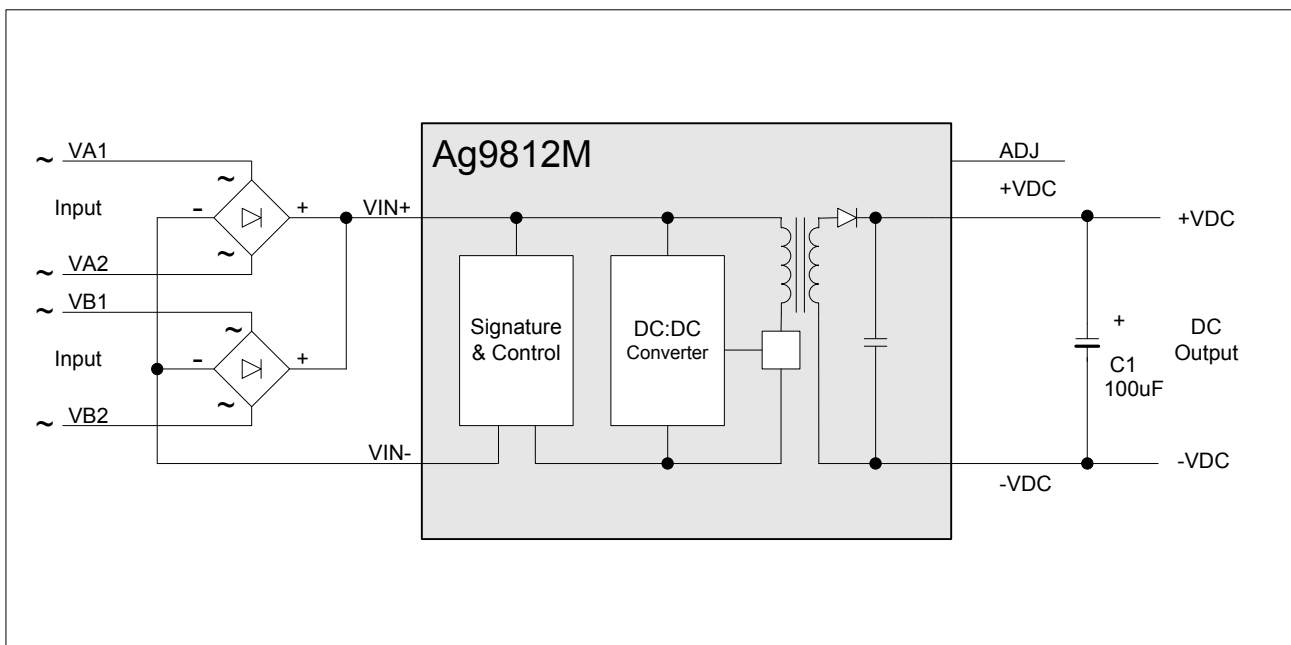 Ag9812M
~ VA1
~
Input
- +
VIN+
~
~ VA2
~ VB1
~
Input
- +
~
~ VB2
VIN-
Signature
& Control
DC:DC
Converter
ADJ
+VDC
+VDC
+
C1
100uF
DC
Output
-VDC
-VDC